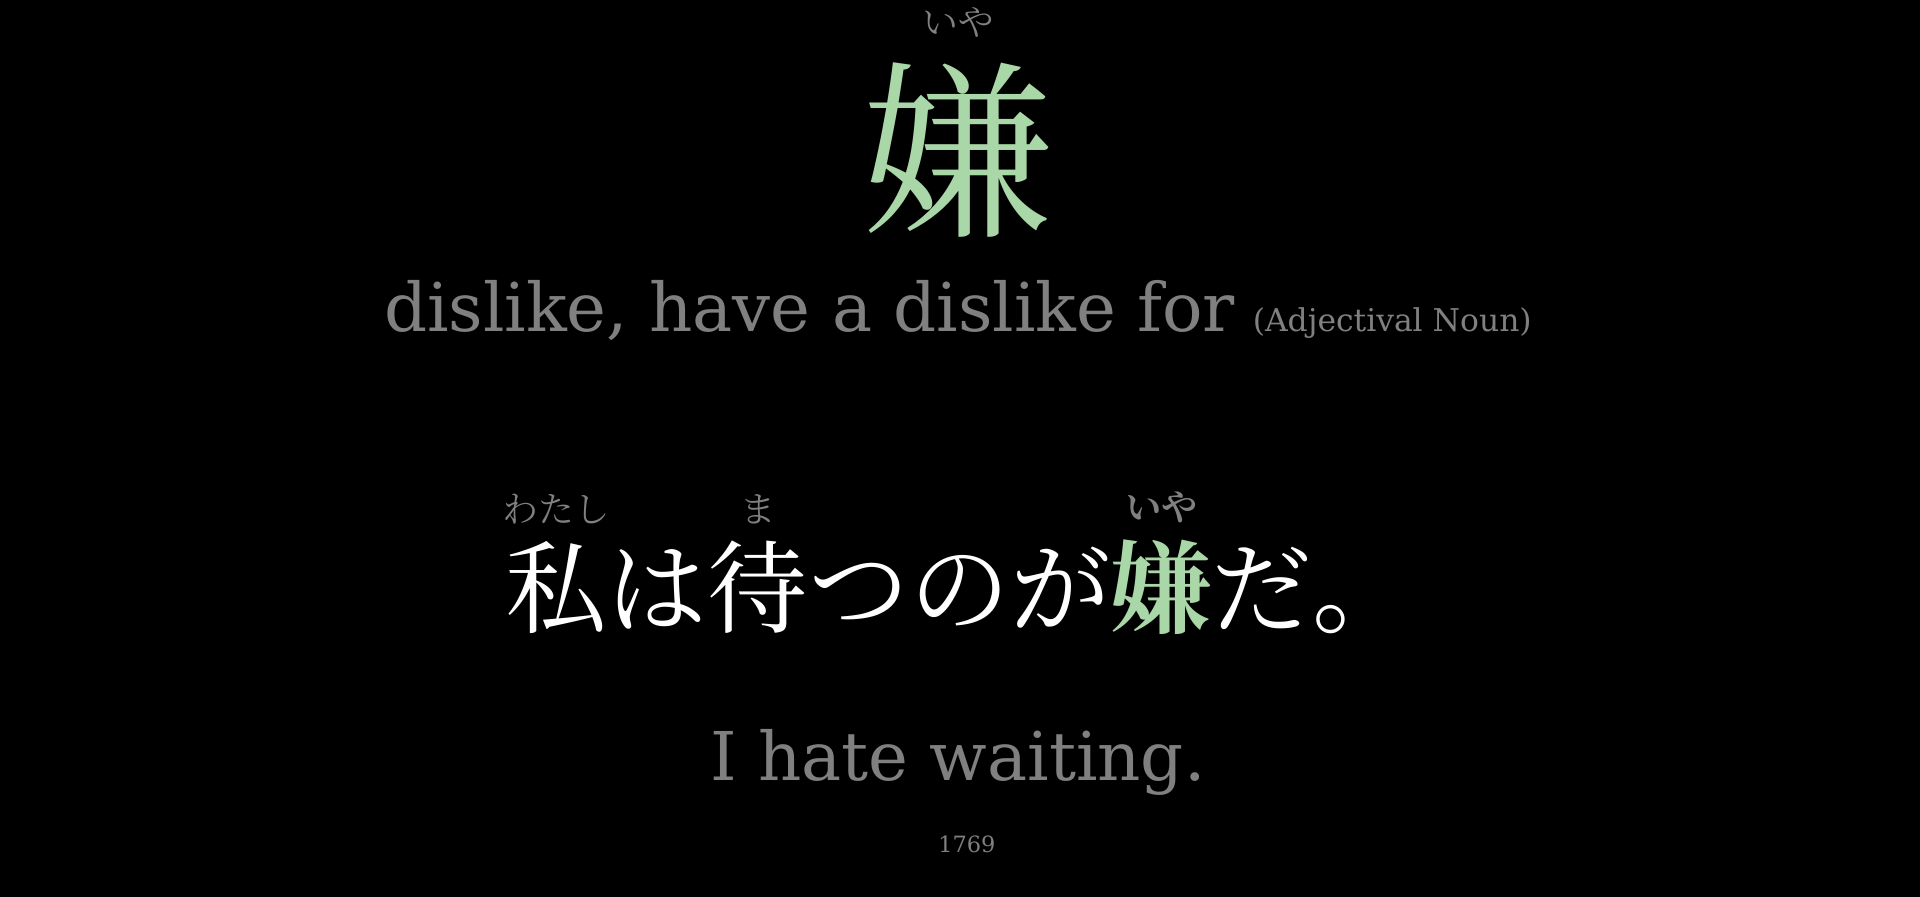 いや
嫌
dislike, have a dislike for (Adjectival Noun)
わたし ま いや
私は待つのが嫌だ。
I hate waiting.
1769